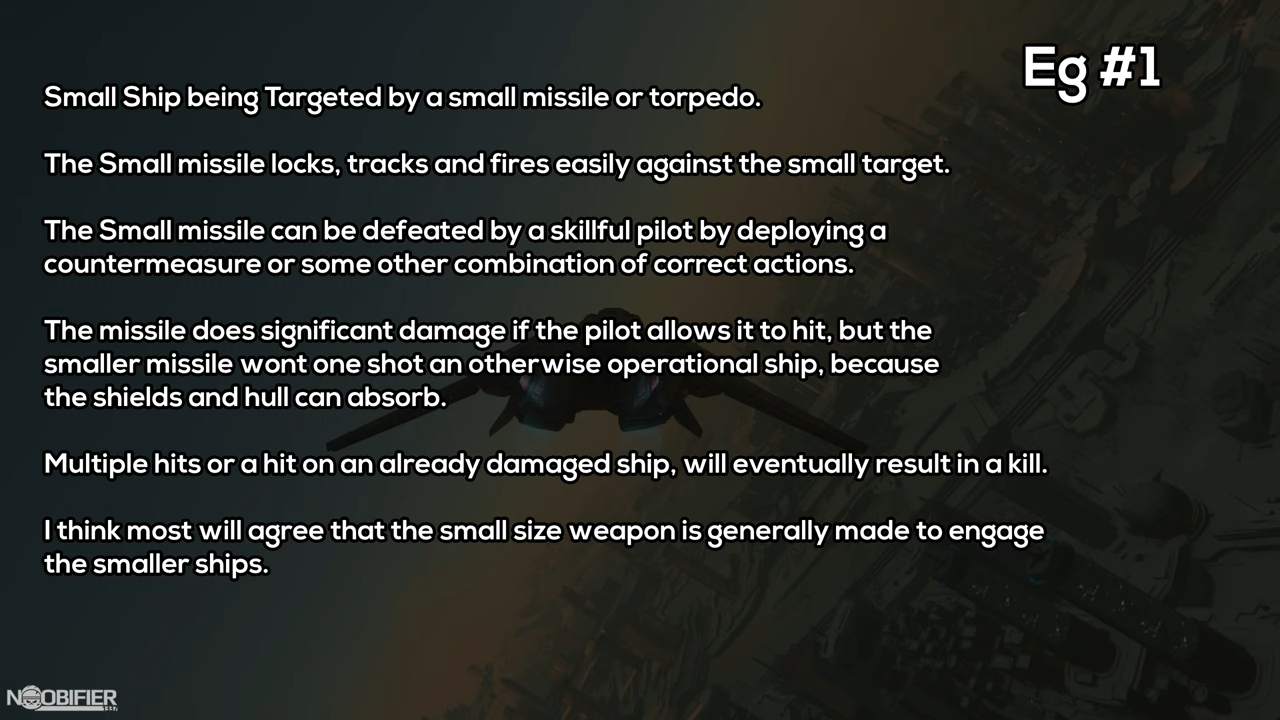 Eg #1
Small Ship being Targeted by a small missile or torpedo.
The Small missile locks, tracks and fires easily against the small target.
The Small missile can be defeated by a skillful pilot by deploying a
countermeasure or some other combination of correct actions.
The missile does significant damage if the pilot allows it to hit, but the
smaller missile wont one shot an otherwise operational ship, because
the shields and hull can absorb.
Multiple hits or a hit on an already damaged ship, will eventually result in a kill.
I think most will agree that the small size weapon is generally made to engage
the smaller ships.
NOOBIFIER